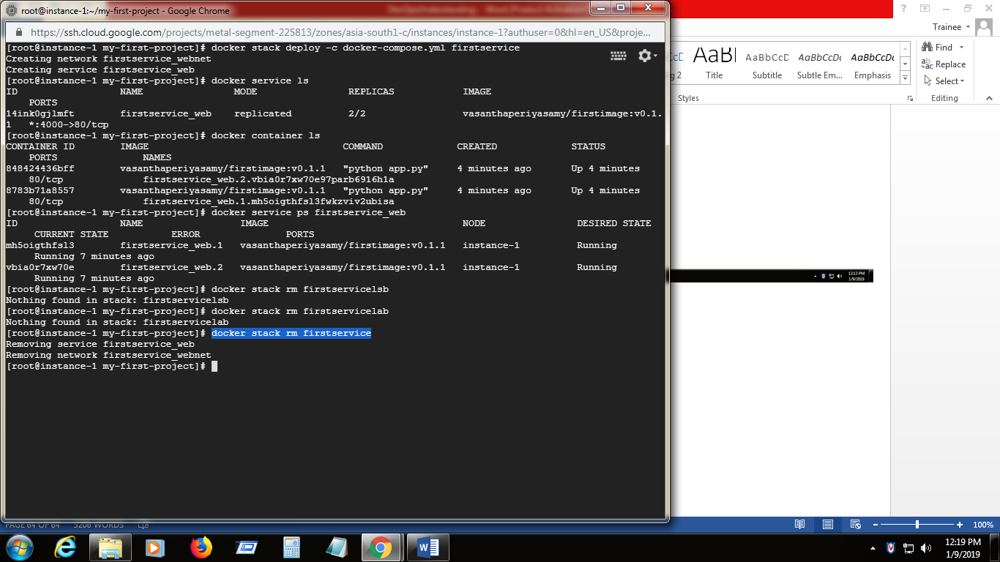 root@instance-1:~/my-first-project - Google Chrome
https://ssh.cloud.google.com/projects/metal-segment-225813/zones/asia-south1-c/instances/instance-1?authuser=0&hl=en_US&proje...
[root@instance-1 my-first-project]# docker stack deploy -c docker-compose.yml firstservice
Creating network firstservice_webnet
Creating service firstservice_web
[root@instance-1 my-first-project]# docker service ls
ID NAME MODE REPLICAS IMAGE
PORTS
14ink0gjlmft firstservice_web replicated 2/2 vasanthaperiyasamy/firstimage:v0.1.
1 *:4000->80/tcp
[root@instance-1 my-first-project]# docker container ls
CONTAINER ID IMAGE COMMAND CREATED STATUS
PORTS NAMES
848424436bff vasanthaperiyasamy/firstimage:v0.1.1 "python app.py" 4 minutes ago Up 4 minutes
80/tcp firstservice_web.2.vbia0r7xw70e97parb6916h1a
8783b71a8557 vasanthaperiyasamy/firstimage:v0.1.1 "python app.py" 4 minutes ago Up 4 minutes
80/tcp firstservice_web.1.mh5oigthfsl3fwkzviv2ubisa
[root@instance-1 my-first-project]# docker service ps firstservice_web
ID NAME IMAGE NODE DESIRED STATE
CURRENT STATE ERROR PORTS
mh5oigthfsl3 firstservice_web.1 vasanthaperiyasamy/firstimage:v0.1.1 instance-1 Running
Running 7 minutes ago
vbia0r7xw70e firstservice_web.2 vasanthaperiyasamy/firstimage:v0.1.1 instance-1 Running
Running 7 minutes ago
[root@instance-1 my-first-project]# docker stack rm firstservicelsb
Nothing found in stack: firstservicelsb
[root@instance-1 my-first-project]# docker stack rm firstservicelab
Nothing found in stack: firstservicelab
[root@instance-1 my-first-project]# docker stack rm firstservice
Removing service firstservice_web
Removing network firstservice_webnet
[root@instance-1 my-first-project]#
Trainee
AaBbCcD AaBbCcDc AaBbCcDc
g 2 Title Subtitle Subtle Em... Emphasis
Styles
Find
Replace
Select
Editing
12:13 PM
1/9/2019
PAGE 64 OF 64 3206 WORDS
100%
12:19 PM
1/9/2019